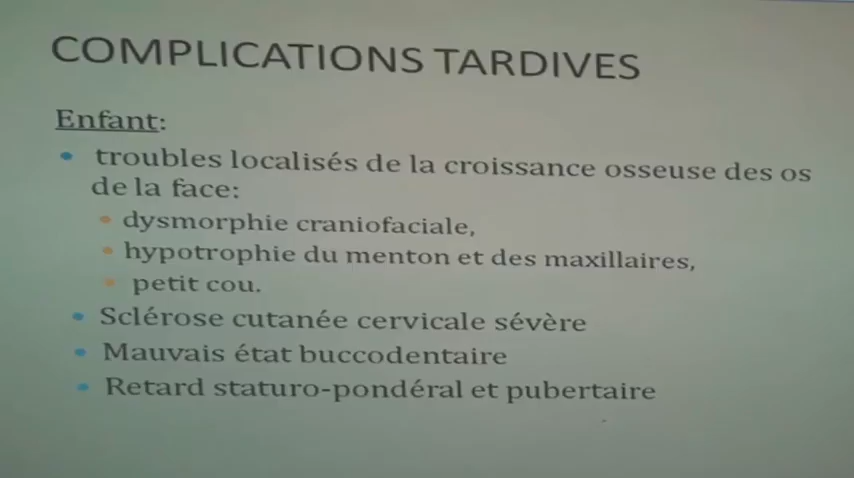 COMPLICATIONS TARDIVES
Enfant:
• troubles localisés de la croissance osseuse des os
de la face:
• dysmorphie craniofaciale,
• hypotrophie du menton et des maxillaires,
• petit cou.
• Sclérose cutanée cervicale sévère
• Mauvais état buccodentaire
• Retard staturo-pondéral et pubertaire